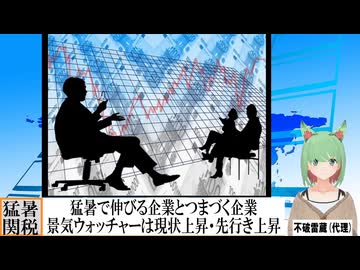 猛暑
関税
猛暑で伸びる企業とつまづく企業
景気ウォッチャーは現状上昇・先行き上昇
不破雷蔵(代理)